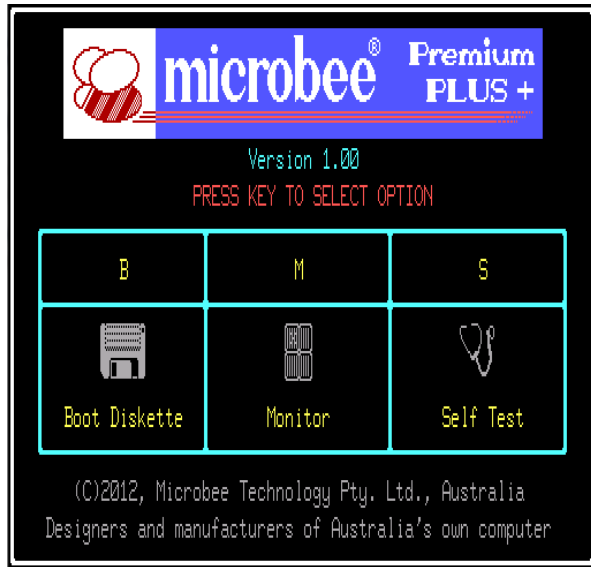 microbee® Premium
PLUS +
Version 1.00
PRESS KEY TO SELECT OPTION
B M S
Boot Diskette Monitor Self Test
(C)2012, Microbee Technology Pty. Ltd., Australia
Designers and manufacturers of Australia's own computer